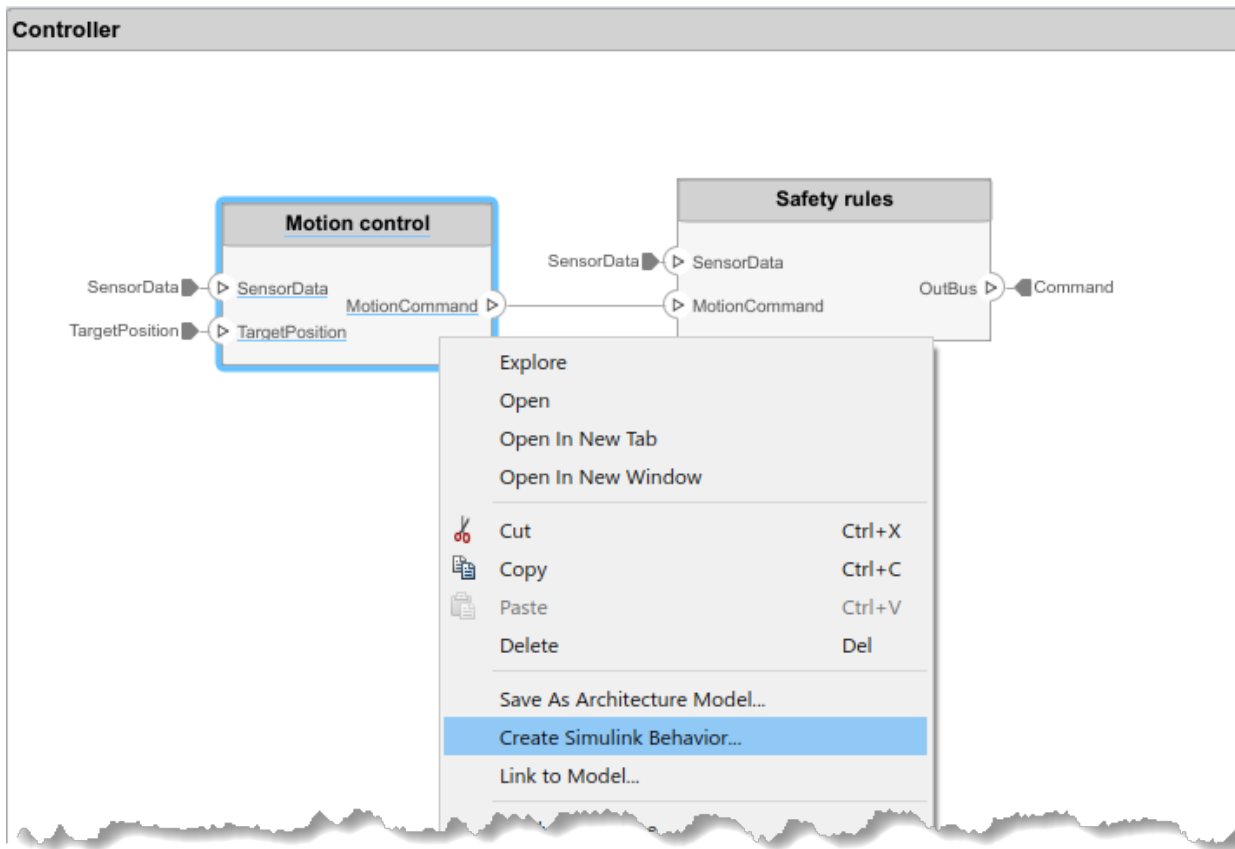 Controller
Motion control
SensorData
SensorData
MotionCommand
TargetPosition
TargetPosition
Safety rules
SensorData
SensorData
MotionCommand
OutBus
Command
Explore
Open
Open In New Tab
Open In New Window
Cut Ctrl+X
Copy Ctrl+C
Paste Ctrl+V
Delete Del
Save As Architecture Model...
Create Simulink Behavior...
Link to Model...